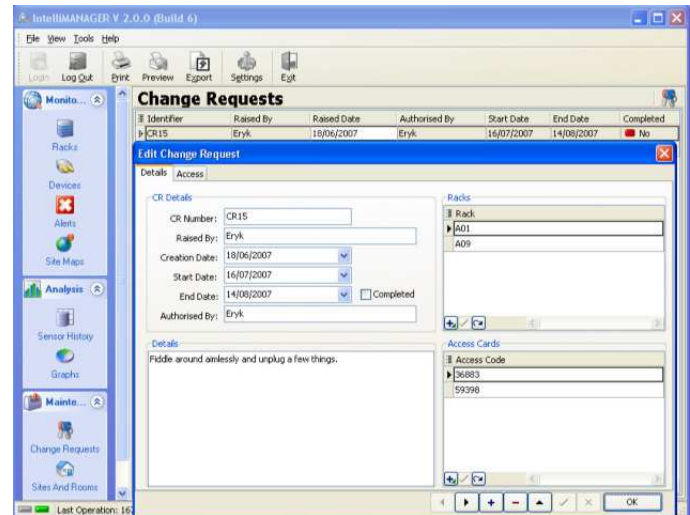 IntelliMANAGER V 2.0.0 (Build 6)
File View Tools Help
Login Log Out Print Preview Export Settings Exit
Monito...
Racks
Devices
Alerts
Site Maps
Analysis
Sensor History
Graphs
Mainte...
Change Requests
Sites And Rooms
Change Requests
Identifier Raised By Raised Date Authorised By Start Date End Date Completed
CR15 Eryk 18/06/2007 Eryk 16/07/2007 14/08/2007 No
Edit Change Request
Details Access
CR Details
CR Number: CR15
Raised By: Eryk
Creation Date: 18/06/2007
Start Date: 16/07/2007
End Date: 14/08/2007 Completed
Authorised By: Eryk
Racks
Rack
A01
A09
Details
Fiddle around aimlessly and unplug a few things.
Access Cards
Access Code
36883
59398
OK
Last Operation: 16